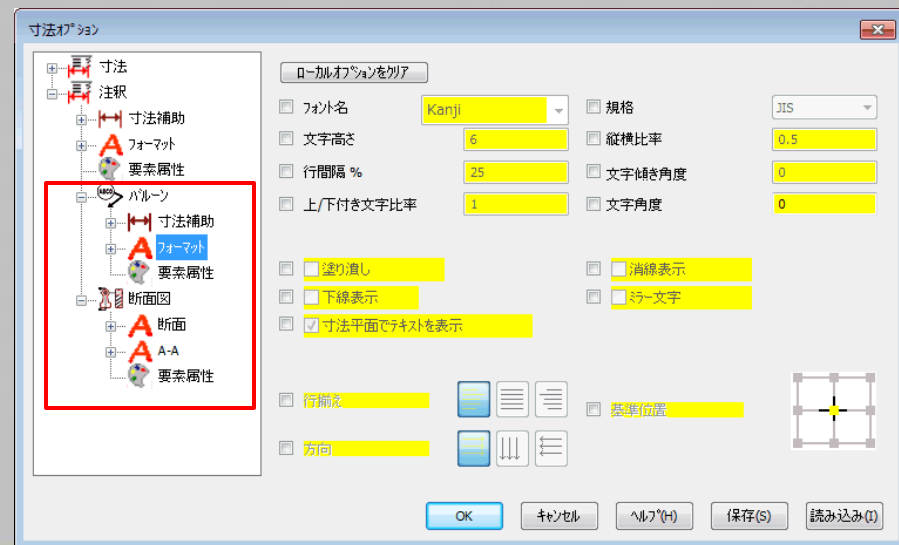 寸法ｵﾌﾟｼｮﾝ
寸法
注釈
寸法補助
ﾌｫｰﾏｯﾄ
要素属性
ﾊﾞﾙｰﾝ
寸法補助
ﾌｫｰﾏｯﾄ
要素属性
断面図
断面
A-A
要素属性
ﾛｰｶﾙｵﾌﾟｼｮﾝをｸﾘｱ
ﾌｫﾝﾄ名 Kanji 規格 JIS
文字高さ 6 縦横比率 0.5
行間隔 % 25 文字傾き角度 0
上/下付き文字比率 1 文字角度 0
塗り潰し 消線表示
下線表示 ﾐﾗｰ文字
寸法平面でﾃｷｽﾄを表示
行揃え 基準位置
方向
OK ｷｬﾝｾﾙ ﾍﾙﾌﾟ(H) 保存(S) 読み込み(I)